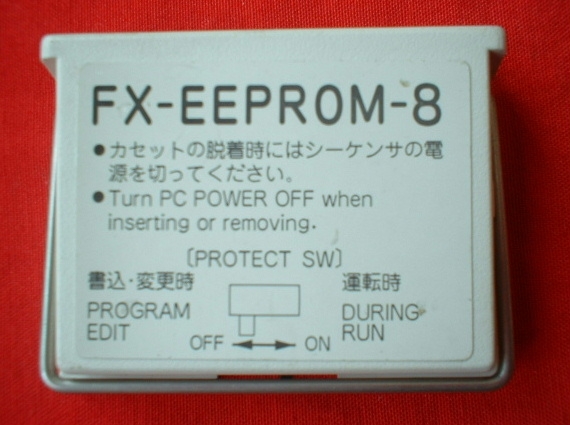 FX-EEPROM-8
●カセットの脱着時にはシーケンサの電
源を切ってください。
●Turn PC POWER OFF when
inserting or removing.
〔PROTECT SW〕
書込・変更時
運転時
PROGRAM
EDIT
DURING
RUN
OFF ↔ ON